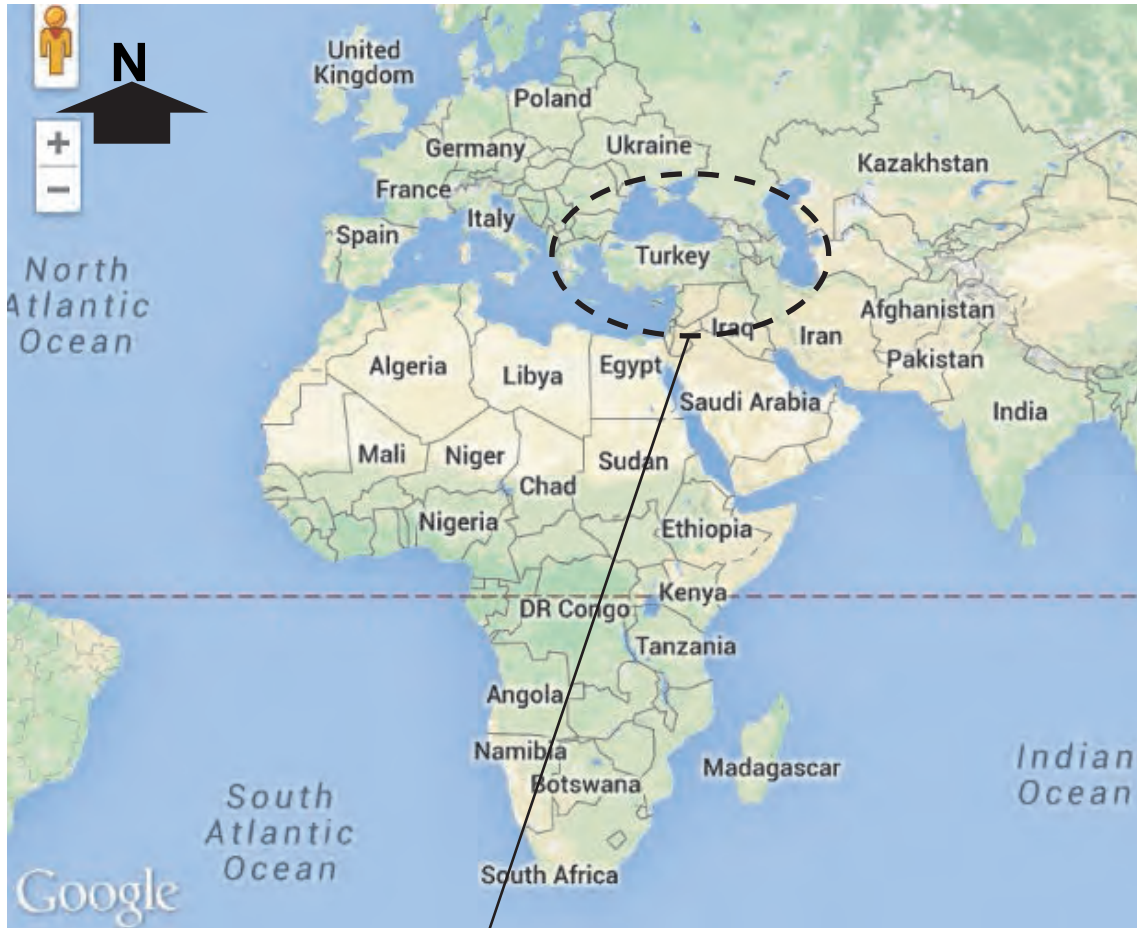 N
+
−
United
Kingdom
Poland
Germany
Ukraine
Kazakhstan
France
Italy
Spain
Turkey
North
Atlantic
Ocean
Afghanistan
Iraq
Iran
Pakistan
Algeria
Libya
Egypt
Saudi Arabia
India
Mali
Niger
Sudan
Chad
Nigeria
Ethiopia
Kenya
DR Congo
Tanzania
Angola
Namibia
Botswana
Madagascar
Indian
Ocean
South
Atlantic
Ocean
South Africa
Google